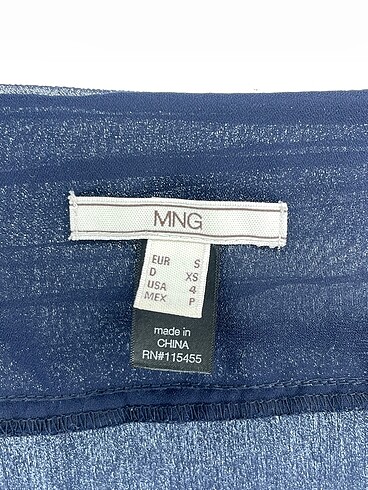 MNG
EUR S
D XS
USA 4
MEX P
made in
CHINA
RN#115455